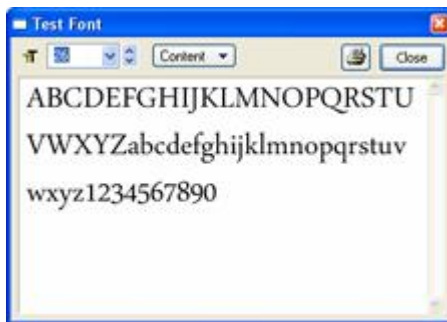 Test Font
Content
Close
ABCDEFGHIJKLMNOPQRSTU
VWXYZabcdefghijklmnopqrstuv
wxyz1234567890